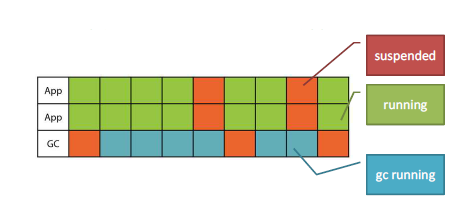 suspended
App
App
running
GC
gc running